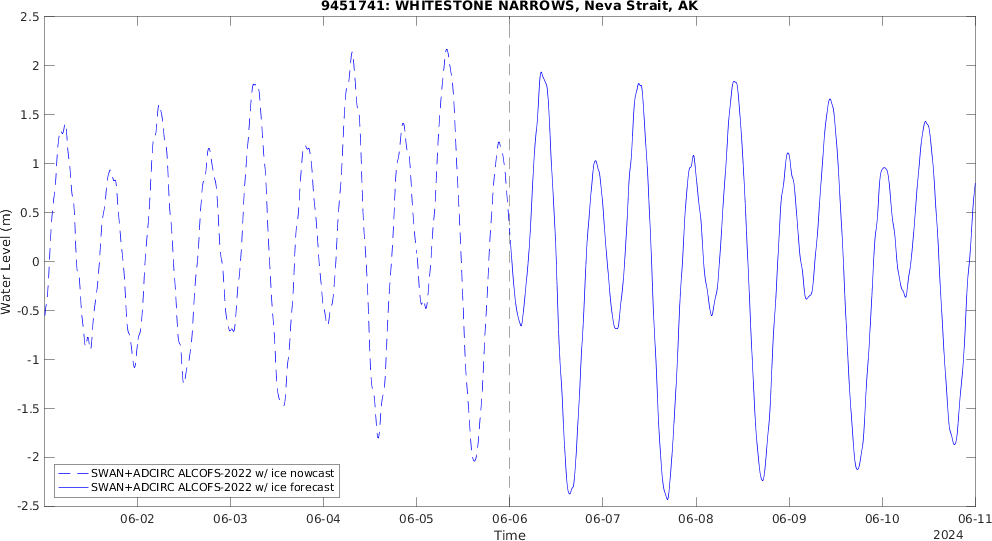 9451741: WHITESTONE NARROWS, Neva Strait, AK
Water Level (m)
2.5
2
1.5
1
0.5
0
-0.5
-1
-1.5
-2
-2.5
SWAN+ADCIRC ALCOFS-2022 w/ ice nowcast
SWAN+ADCIRC ALCOFS-2022 w/ ice forecast
06-02 06-03 06-04 06-05 06-06 06-07 06-08 06-09 06-10 06-11
Time
2024